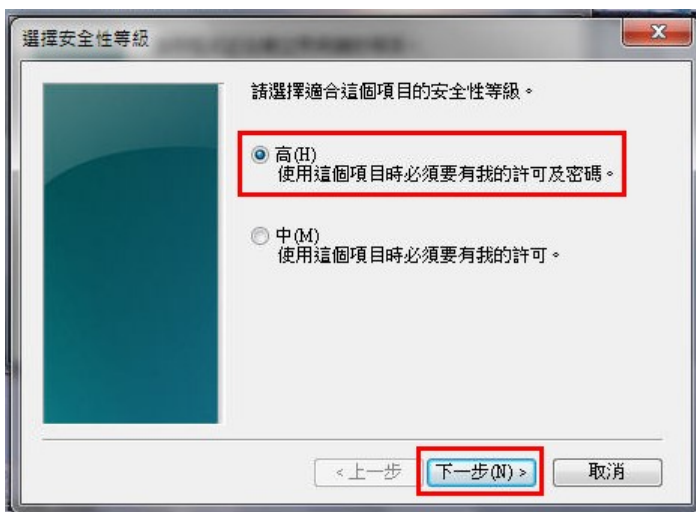 選擇安全性等級
請選擇適合這個項目的安全性等級。
高(H)
使用這個項目時必須要有我的許可及密碼。
中(M)
使用這個項目時必須要有我的許可。
<上一步
下一步(N) >
取消